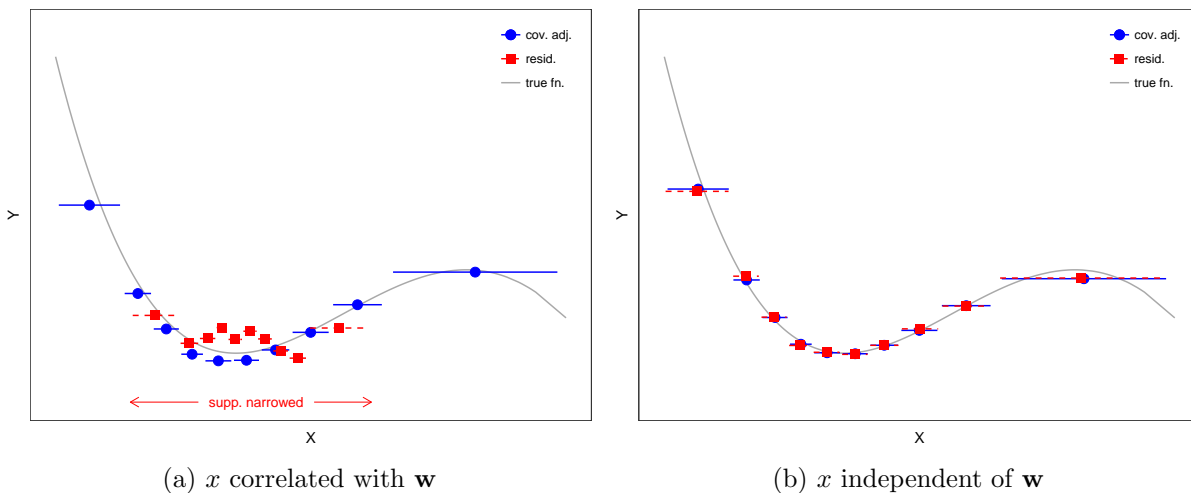 cov. adj.
resid.
true fn.
Y
supp. narrowed
X
(a) x correlated with w
cov. adj.
resid.
true fn.
Y
X
(b) x independent of w